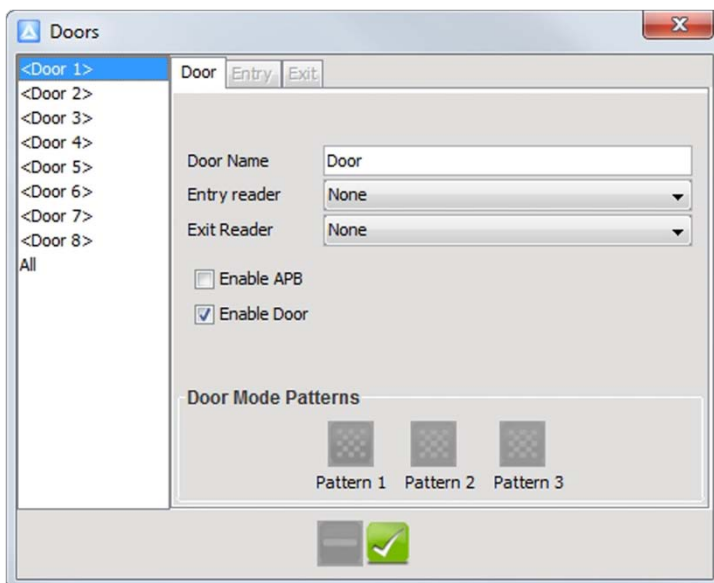 Doors
<Door 1>
<Door 2>
<Door 3>
<Door 4>
<Door 5>
<Door 6>
<Door 7>
<Door 8>
All
Door Entry Exit
Door Name Door
Entry reader None
Exit Reader None
Enable APB
Enable Door
Door Mode Patterns
Pattern 1 Pattern 2 Pattern 3